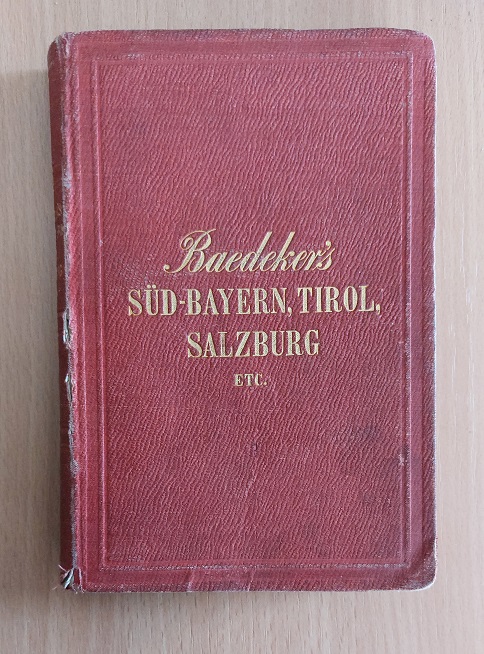 Baedeker's
SÜD-BAYERN, TIROL,
SALZBURG
ETC.